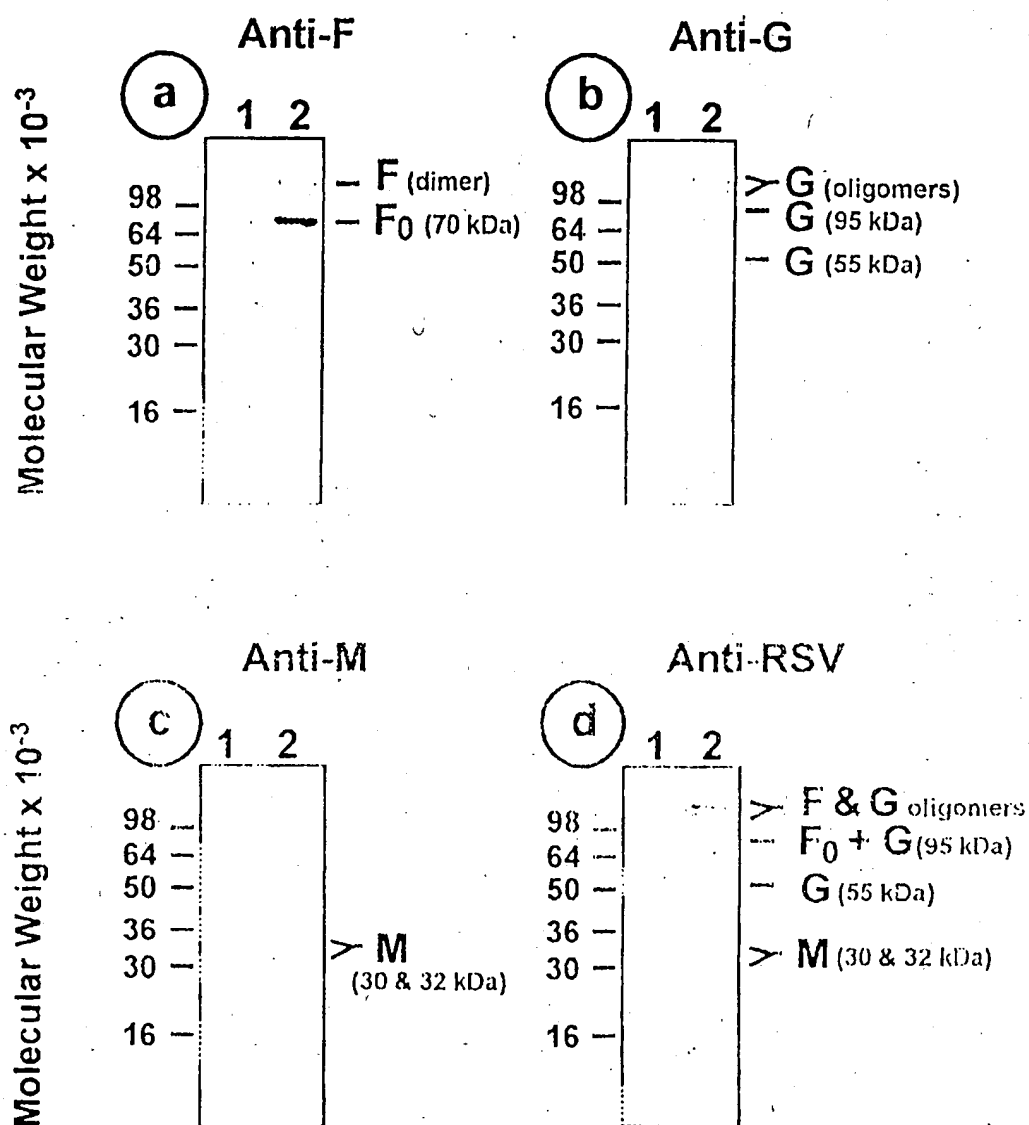 Anti-F
a
1 2
Molecular Weight x 10-3
98
64
50
36
30
16
F (dimer)
F0 (70 kDa)
Anti-G
b
1 2
98
64
50
36
30
16
G (oligomers)
G (95 kDa)
G (55 kDa)
Anti-M
c
1 2
Molecular Weight x 10-3
98
64
50
36
30
16
M
(30 & 32 kDa)
Anti-RSV
d
1 2
98
64
50
36
30
16
F & G oligomers
F0 + G (95 kDa)
G (55 kDa)
M (30 & 32 kDa)